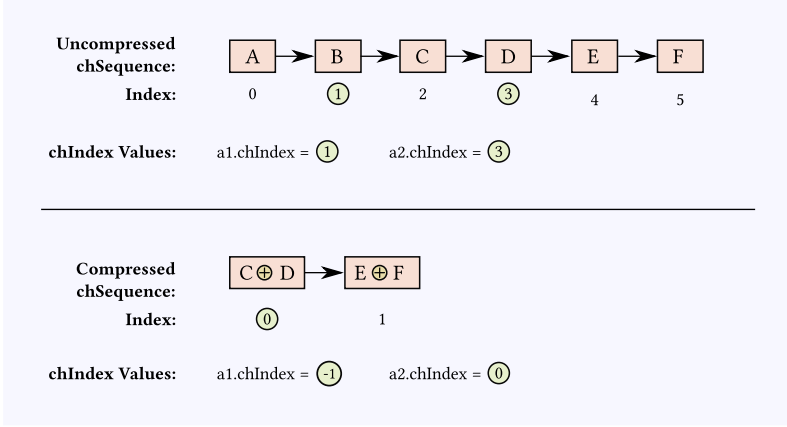 Uncompressed chSequence: A B C D E F
Index: 0 1 2 3 4 5
chIndex Values: a1.chIndex = 1 a2.chIndex = 3
Compressed chSequence: C ⊕ D E ⊕ F
Index: 0 1
chIndex Values: a1.chIndex = -1 a2.chIndex = 0